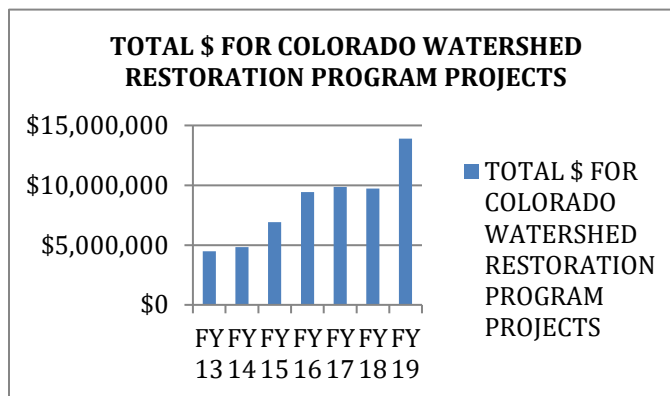 TOTAL $ FOR COLORADO WATERSHED
RESTORATION PROGRAM PROJECTS
$15,000,000
$10,000,000
$5,000,000
$0
FY FY FY FY FY FY FY
13 14 15 16 17 18 19
TOTAL $ FOR
COLORADO
WATERSHED
RESTORATION
PROGRAM
PROJECTS